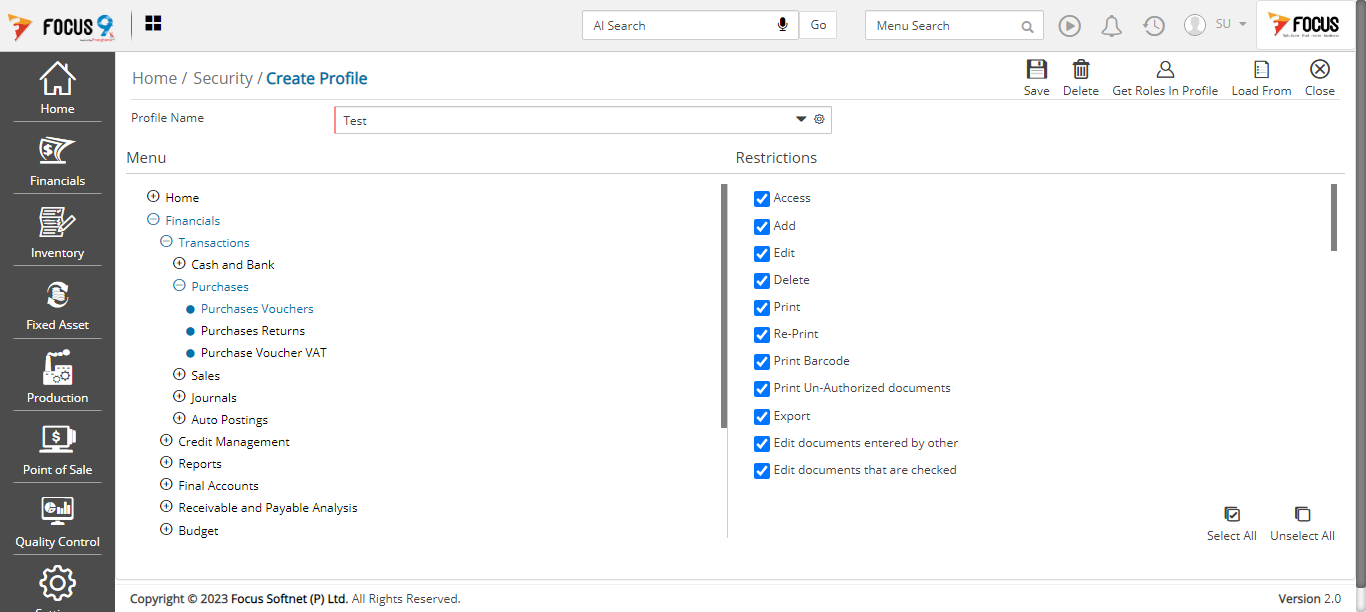 FOCUS 9
AI Search
Go
Menu Search
SU
FOCUS
Home
Financials
Inventory
Fixed Asset
Production
Point of Sale
Quality Control
Home / Security / Create Profile
Save
Delete
Get Roles In Profile
Load From
Close
Profile Name
Test
Menu
Home
Financials
Transactions
Cash and Bank
Purchases
Purchases Vouchers
Purchases Returns
Purchase Voucher VAT
Sales
Journals
Auto Postings
Credit Management
Reports
Final Accounts
Receivable and Payable Analysis
Budget
Restrictions
Access
Add
Edit
Delete
Print
Re-Print
Print Barcode
Print Un-Authorized documents
Export
Edit documents entered by other
Edit documents that are checked
Select All
Unselect All
Copyright © 2023 Focus Softnet (P) Ltd. All Rights Reserved.
Version 2.0